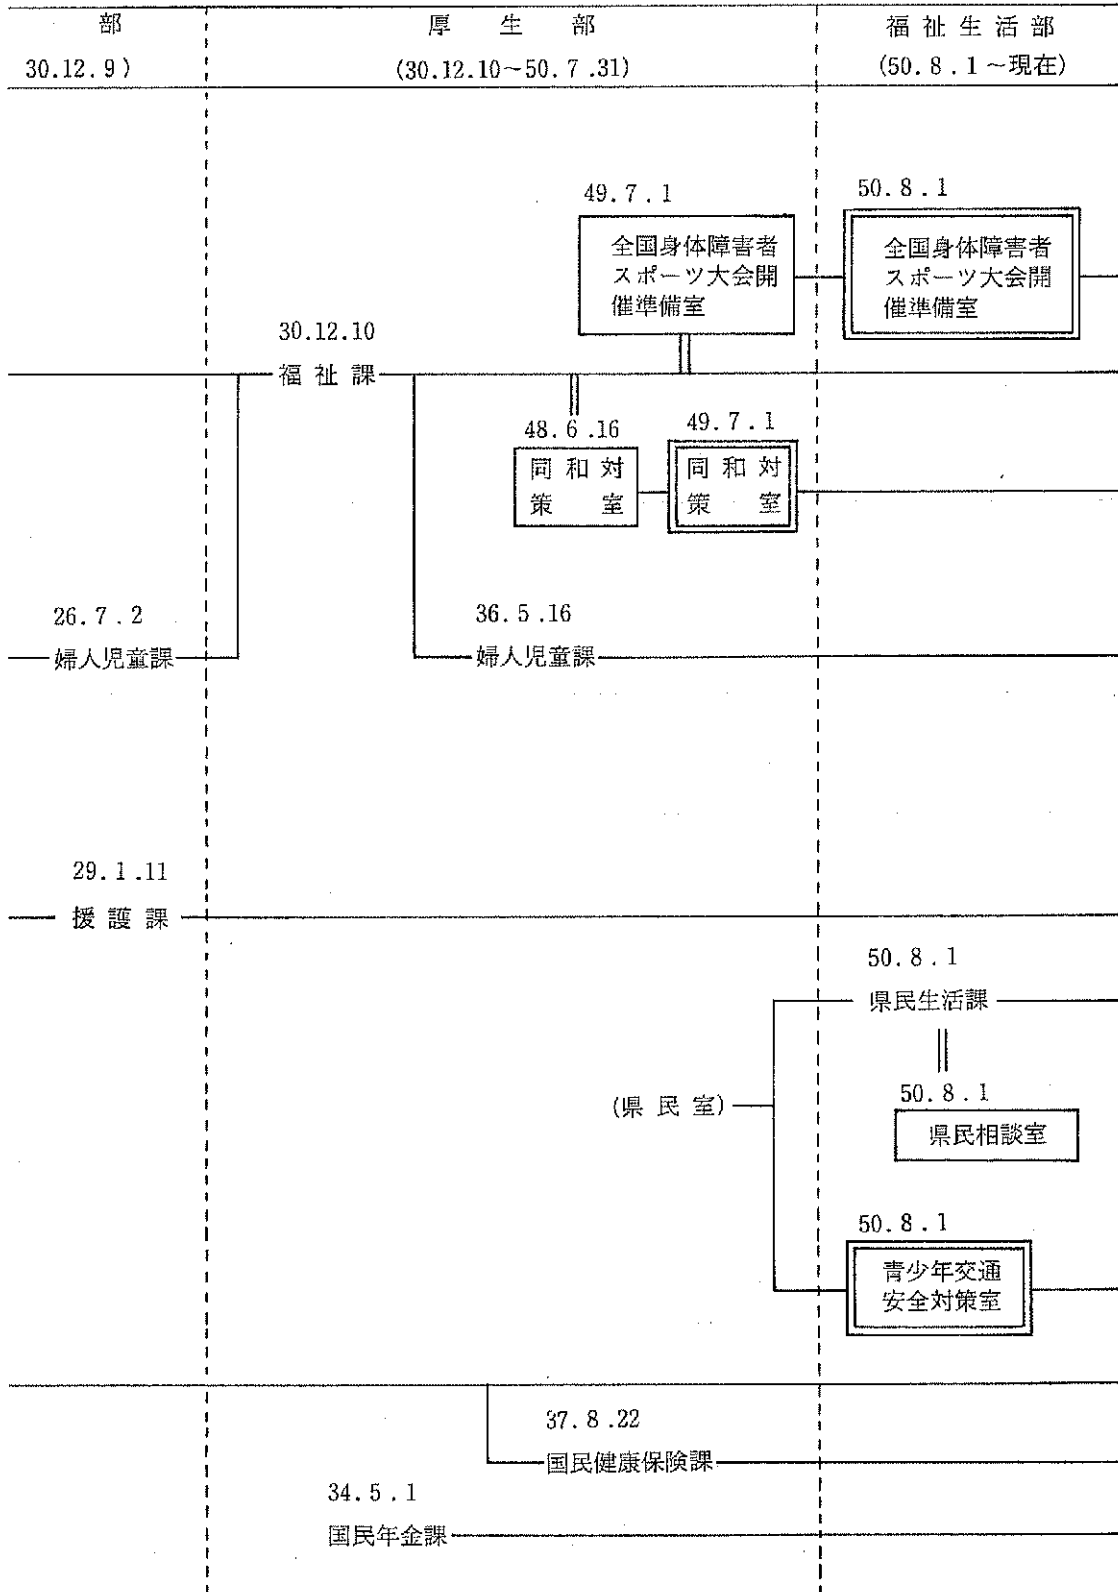 部
30.12.9)
厚生部
(30.12.10~50.7.31)
福祉生活部
(50.8.1~現在)
49.7.1
全国身体障害者
スポーツ大会開
催準備室
50.8.1
全国身体障害者
スポーツ大会開
催準備室
30.12.10
福祉課
48.6.16
同和対
策室
49.7.1
同和対
策室
26.7.2
婦人児童課
36.5.16
婦人児童課
29.1.11
援護課
50.8.1
県民生活課
(県民室)
50.8.1
県民相談室
50.8.1
青少年交通
安全対策室
37.8.22
国民健康保険課
34.5.1
国民年金課